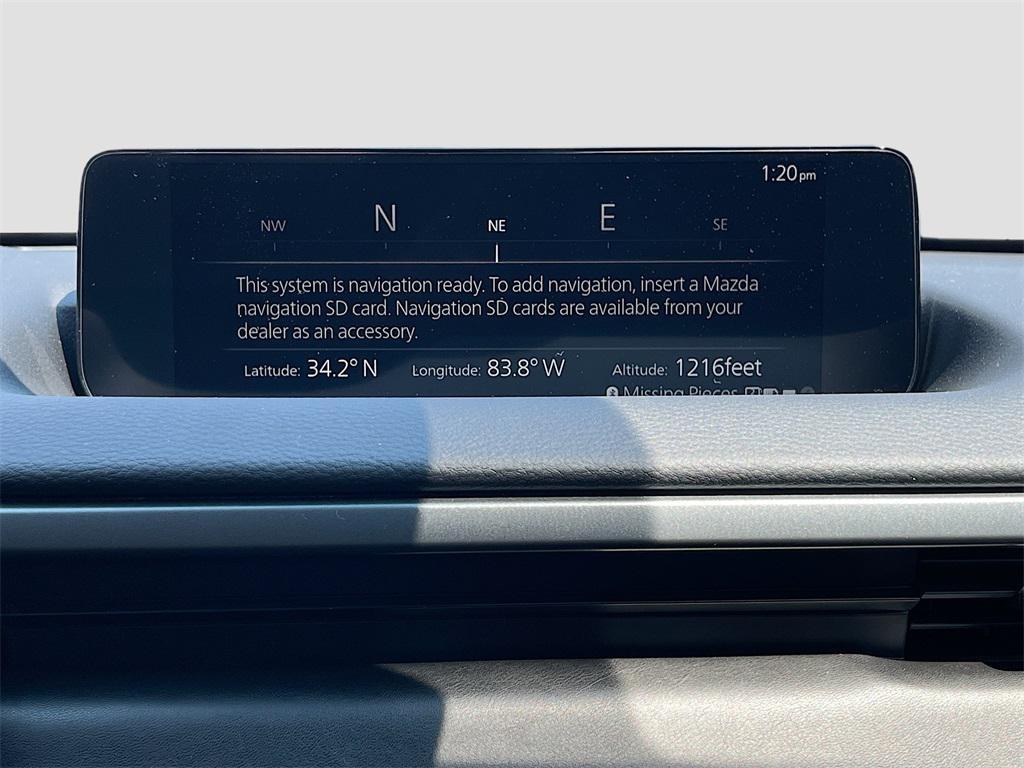 1:20pm
NW N NE E SE
This system is navigation ready. To add navigation, insert a Mazda
navigation SD card. Navigation SD cards are available from your
dealer as an accessory.
Latitude: 34.2° N Longitude: 83.8° W Altitude: 1216feet
Missing Pieces